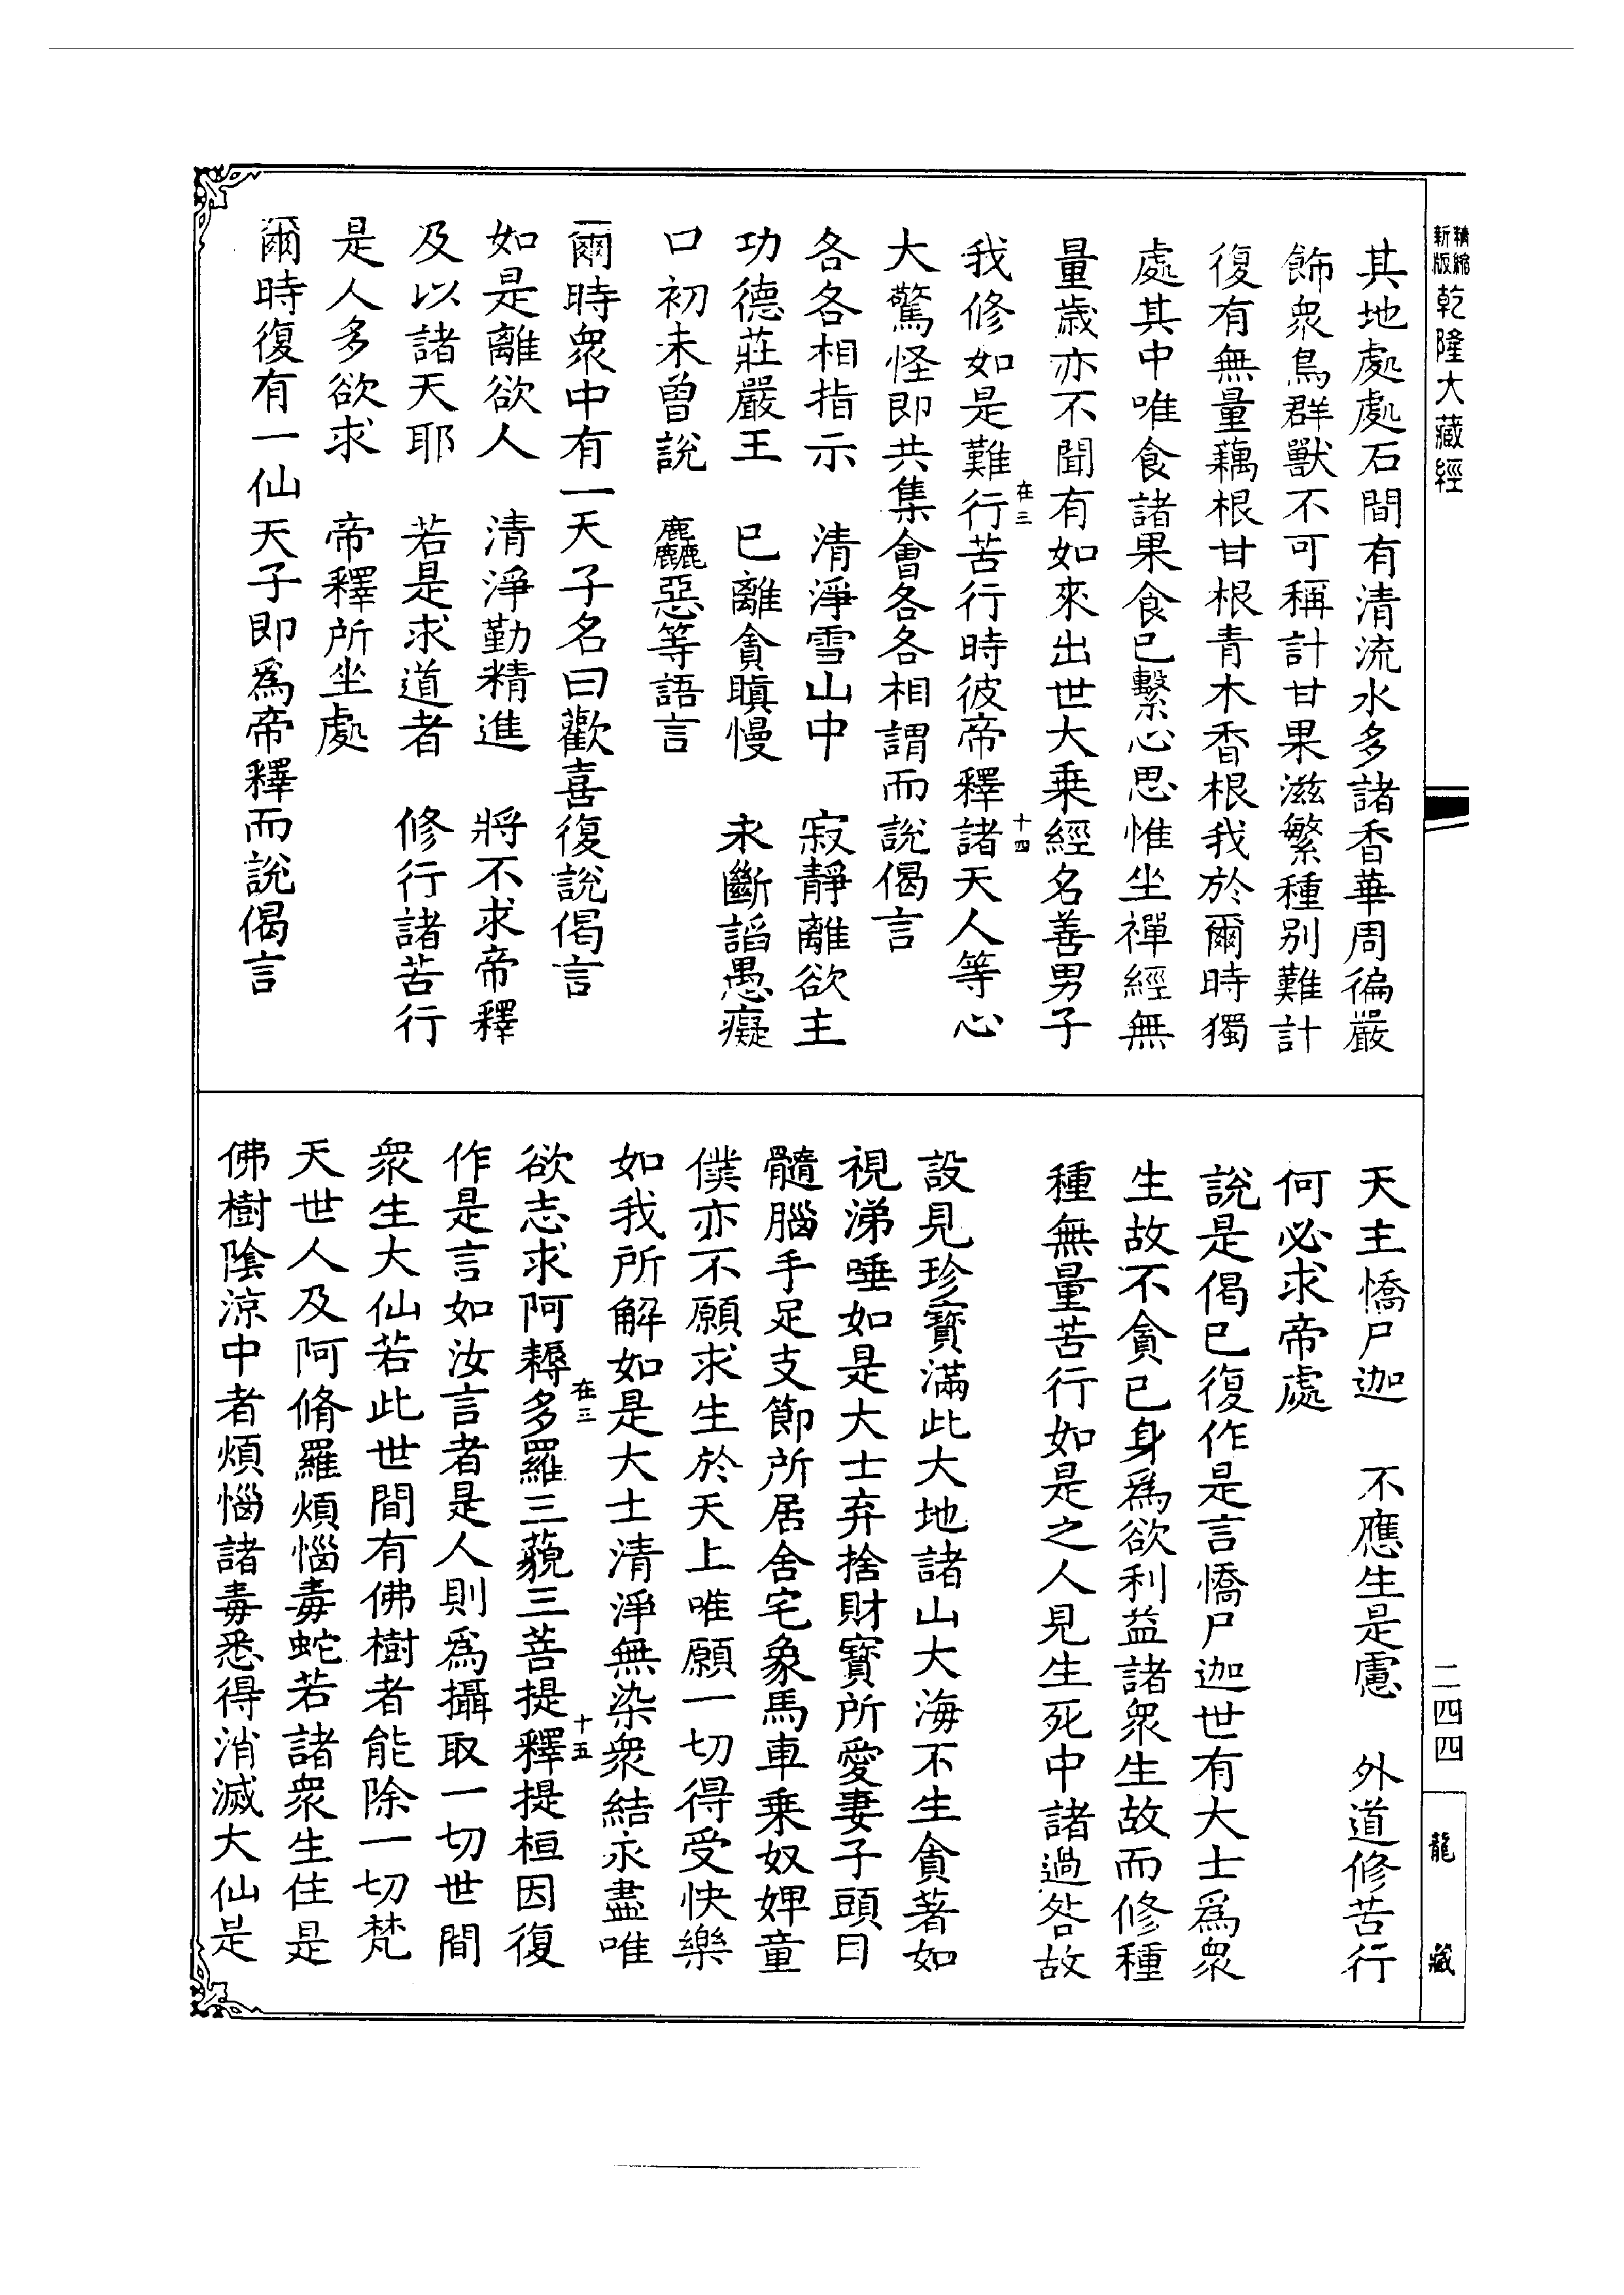 精縮新版乾隆大藏經
其地處處石間有清流水多諸香華周徧嚴
飾衆鳥群獸不可稱計甘果滋繁種別難計
復有無量藕根甘根青木香根我於爾時獨
處其中唯食諸果食已繫心思惟坐禪經無
量歲亦不聞有如來出世大乗經名善男子
在三 十四
我修如是難行苦行時彼帝釋諸天人等心
大驚怪即共集會各各相謂而說偈言
各各相指示 清淨雪山中 寂靜離欲主
功德莊嚴王 已離貪瞋慢 永斷諂愚癡
口初未曾說 麤惡等語言
爾時衆中有一天子名曰歡喜復說偈言
如是離欲人 清淨勤精進 將不求帝釋
及以諸天耶 若是求道者 修行諸苦行
是人多欲求 帝釋所坐處
爾時復有一仙天子即爲帝釋而說偈言
天主憍尸迦 不應生是慮 外道修苦行
何必求帝處
說是偈已復作是言憍尸迦世有大士爲衆
生故不貪已身爲欲利益諸衆生故而修種
種無量苦行如是之人見生死中諸過咎故
設見珍寳滿此大地諸山大海不生貪著如
視涕唾如是大士弃捨財寳所愛妻子頭目
髓腦手足支節所居舍宅象馬車乗奴婢童
僕亦不願求生於天上唯願一切得受快樂
如我所解如是大士清淨無染衆結永盡唯
在三 十五
欲志求阿耨多羅三藐三菩提釋提桓因復
作是言如汝言者是人則爲攝取一切世間
衆生大仙若此世間有佛樹者能除一切梵
天世人及阿脩羅煩惱毒蛇若諸衆生住是
佛樹陰涼中者煩惱諸毒悉得消滅大仙是
二四四
龍藏